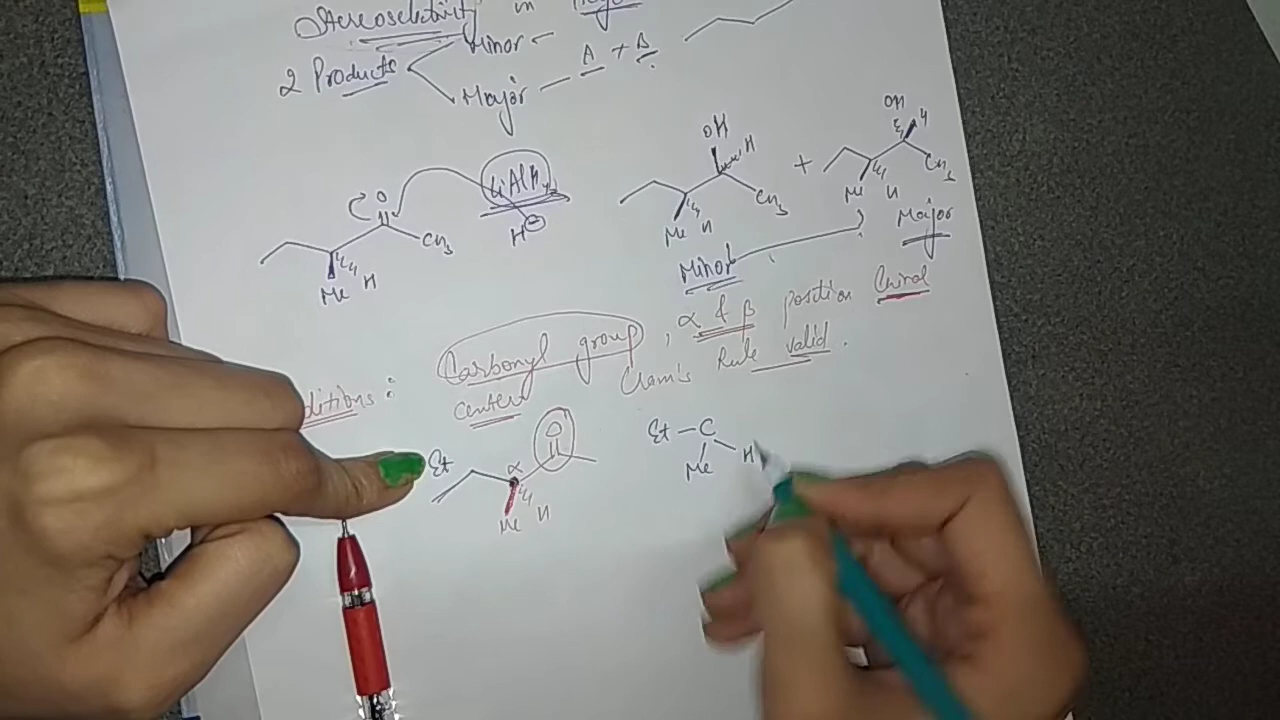 Stereoselectivity in
2 Products
Minor
Major — A + B
O
LiAlH4
H⊖
CH3
Me H
OH
H
CH3
Me H
+
OH
H
CH3
Me H
Minor
Major
ditions: Carbonyl group, α & β position Chiral
center Cram's Rule valid.
Et
α
O
Me H
Et — C
Me H